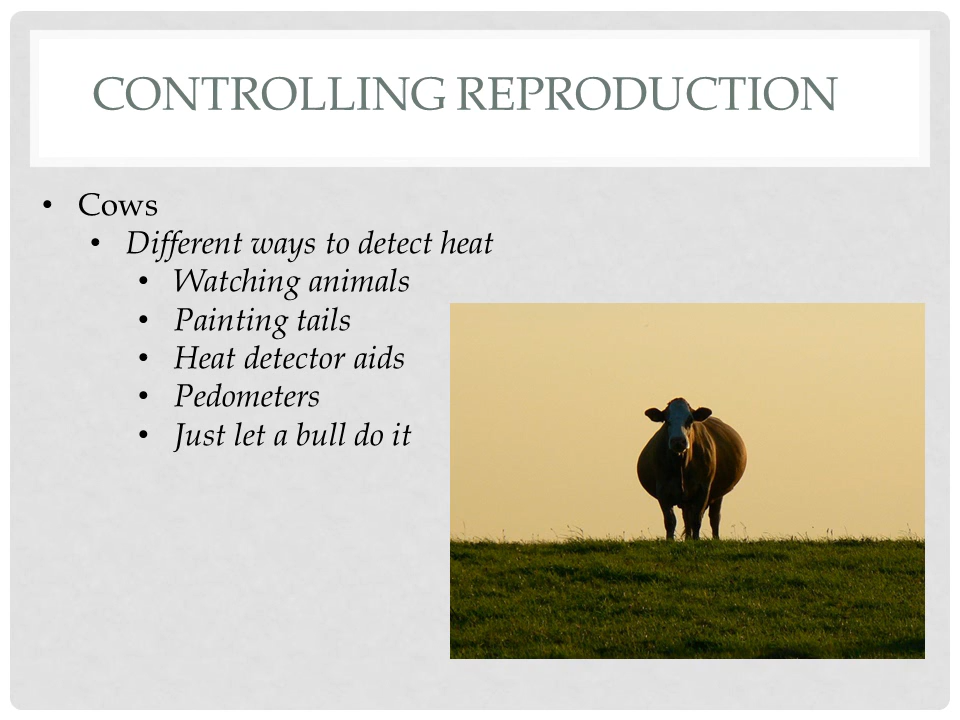 CONTROLLING REPRODUCTION
• Cows
• Different ways to detect heat
• Watching animals
• Painting tails
• Heat detector aids
• Pedometers
• Just let a bull do it